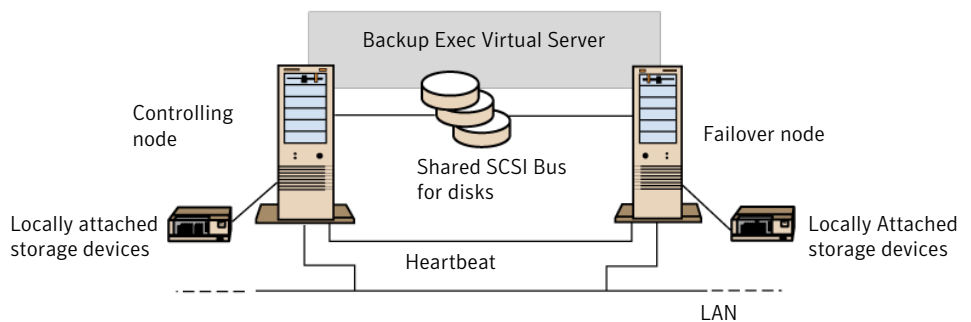 Backup Exec Virtual Server
Controlling
node
Failover node
Shared SCSI Bus
for disks
Locally attached
storage devices
Locally Attached
storage devices
Heartbeat
LAN